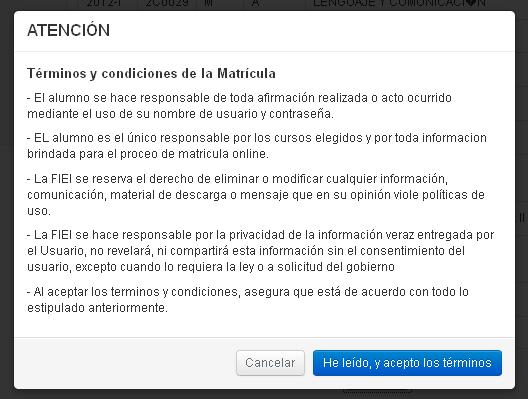 2012-I 2C0029 M A LENGUAJE Y COMUNICACI�N
ATENCIÓN
Términos y condiciones de la Matrícula
- El alumno se hace responsable de toda afirmación realizada o acto ocurrido
mediante el uso de su nombre de usuario y contraseña.
- EL alumno es el único responsable por los cursos elegidos y por toda informacion
brindada para el proceo de matricula online.
- La FIEI se reserva el derecho de eliminar o modificar cualquier información,
comunicación, material de descarga o mensaje que en su opinión viole políticas de
uso.
- La FIEI se hace responsable por la privacidad de la información veraz entregada por
el Usuario, no revelará, ni compartirá esta información sin el consentimiento del
usuario, excepto cuando lo requiera la ley o a solicitud del gobierno
- Al aceptar los terminos y condiciones, asegura que está de acuerdo con todo lo
estipulado anteriormente.
Cancelar He leído, y acepto los términos